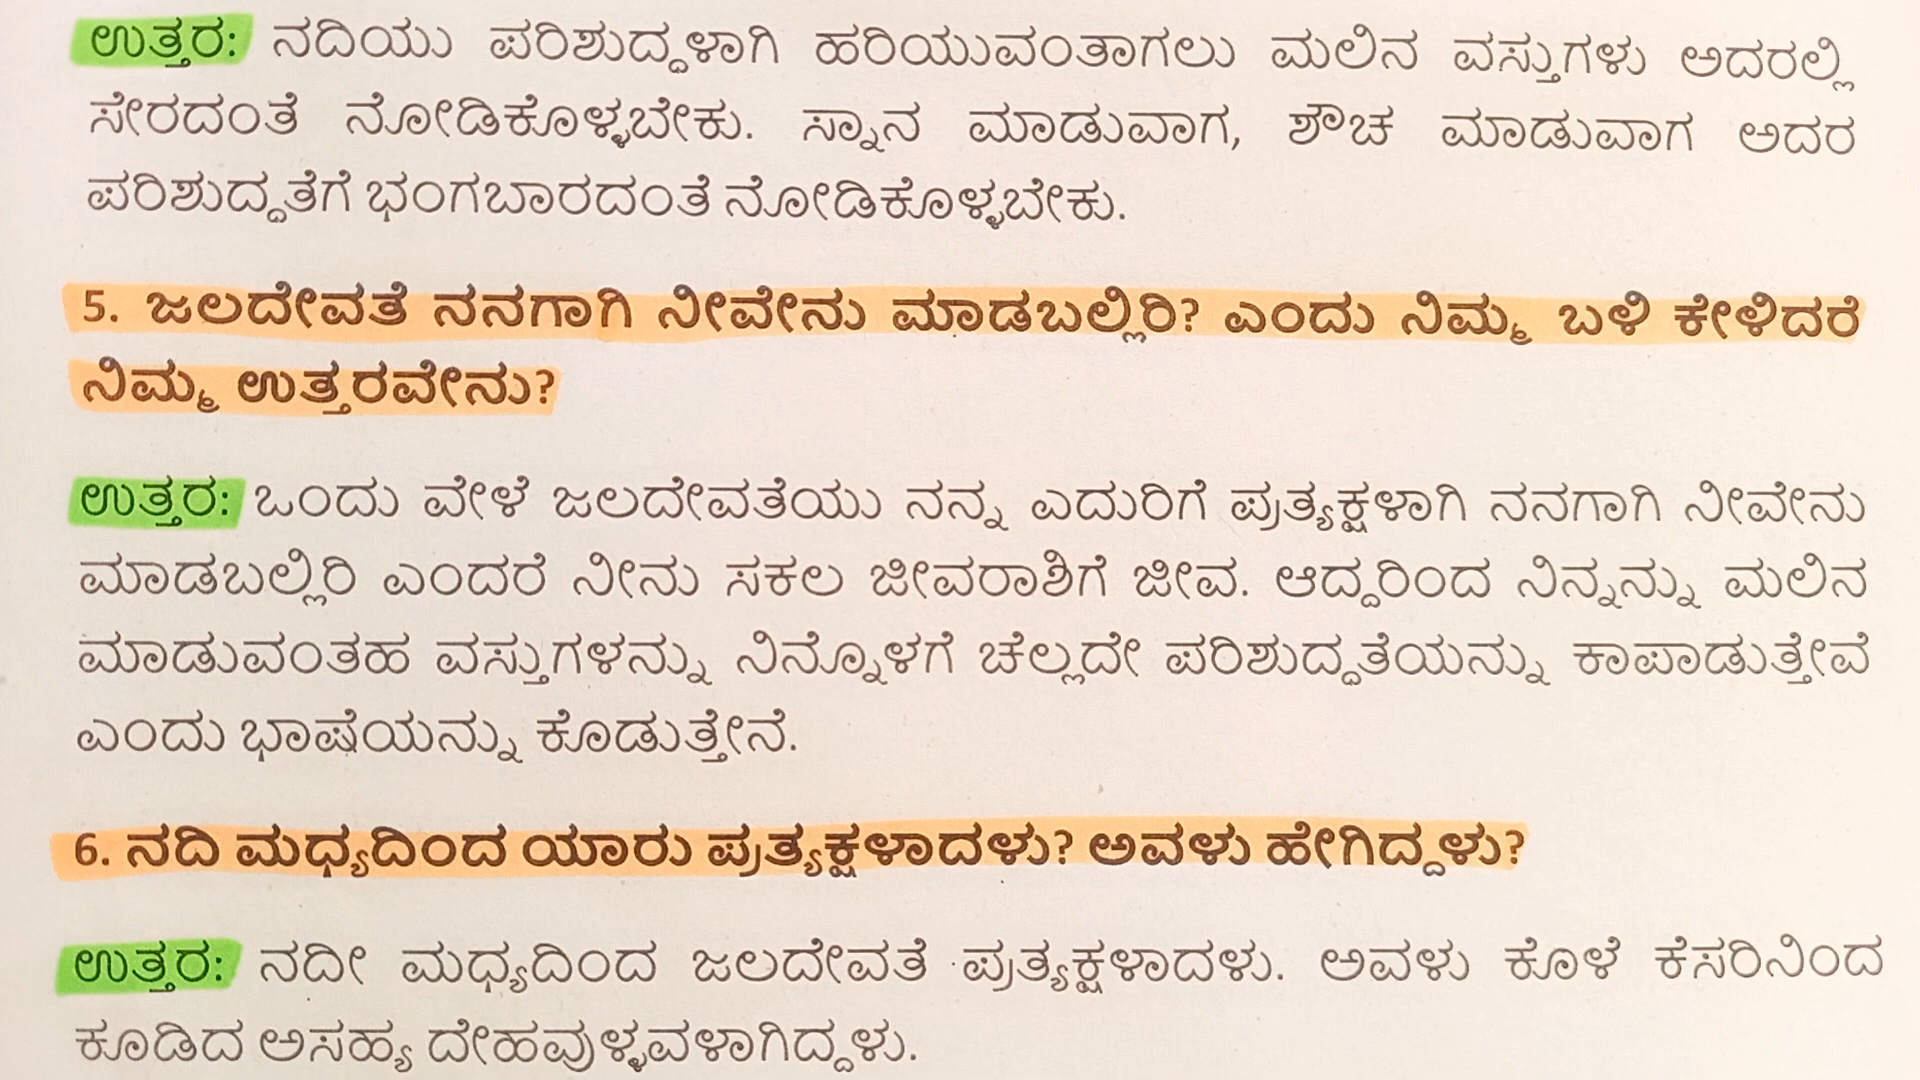 ಉತ್ತರ: ನದಿಯು ಪರಿಶುದ್ಧಳಾಗಿ ಹರಿಯುವಂತಾಗಲು ಮಲಿನ ವಸ್ತುಗಳು ಅದರಲ್ಲಿ
ಸೇರದಂತೆ ನೋಡಿಕೊಳ್ಳಬೇಕು. ಸ್ನಾನ ಮಾಡುವಾಗ, ಶೌಚ ಮಾಡುವಾಗ ಅದರ
ಪರಿಶುದ್ಧತೆಗೆ ಭಂಗಬಾರದಂತೆ ನೋಡಿಕೊಳ್ಳಬೇಕು.
5. ಜಲದೇವತೆ ನನಗಾಗಿ ನೀವೇನು ಮಾಡಬಲ್ಲಿರಿ? ಎಂದು ನಿಮ್ಮ ಬಳಿ ಕೇಳಿದರೆ
ನಿಮ್ಮ ಉತ್ತರವೇನು?
ಉತ್ತರ: ಒಂದು ವೇಳೆ ಜಲದೇವತೆಯು ನನ್ನ ಎದುರಿಗೆ ಪ್ರತ್ಯಕ್ಷಳಾಗಿ ನನಗಾಗಿ ನೀವೇನು
ಮಾಡಬಲ್ಲಿರಿ ಎಂದರೆ ನೀನು ಸಕಲ ಜೀವರಾಶಿಗೆ ಜೀವ. ಆದ್ದರಿಂದ ನಿನ್ನನ್ನು ಮಲಿನ
ಮಾಡುವಂತಹ ವಸ್ತುಗಳನ್ನು ನಿನ್ನೊಳಗೆ ಚೆಲ್ಲದೇ ಪರಿಶುದ್ಧತೆಯನ್ನು ಕಾಪಾಡುತ್ತೇವೆ
ಎಂದು ಭಾಷೆಯನ್ನು ಕೊಡುತ್ತೇನೆ.
6. ನದಿ ಮಧ್ಯದಿಂದ ಯಾರು ಪ್ರತ್ಯಕ್ಷಳಾದಳು? ಅವಳು ಹೇಗಿದ್ದಳು?
ಉತ್ತರ: ನದೀ ಮಧ್ಯದಿಂದ ಜಲದೇವತೆ ಪ್ರತ್ಯಕ್ಷಳಾದಳು. ಅವಳು ಕೊಳೆ ಕೆಸರಿನಿಂದ
ಕೂಡಿದ ಅಸಹ್ಯ ದೇಹವುಳ್ಳವಳಾಗಿದ್ದಳು.